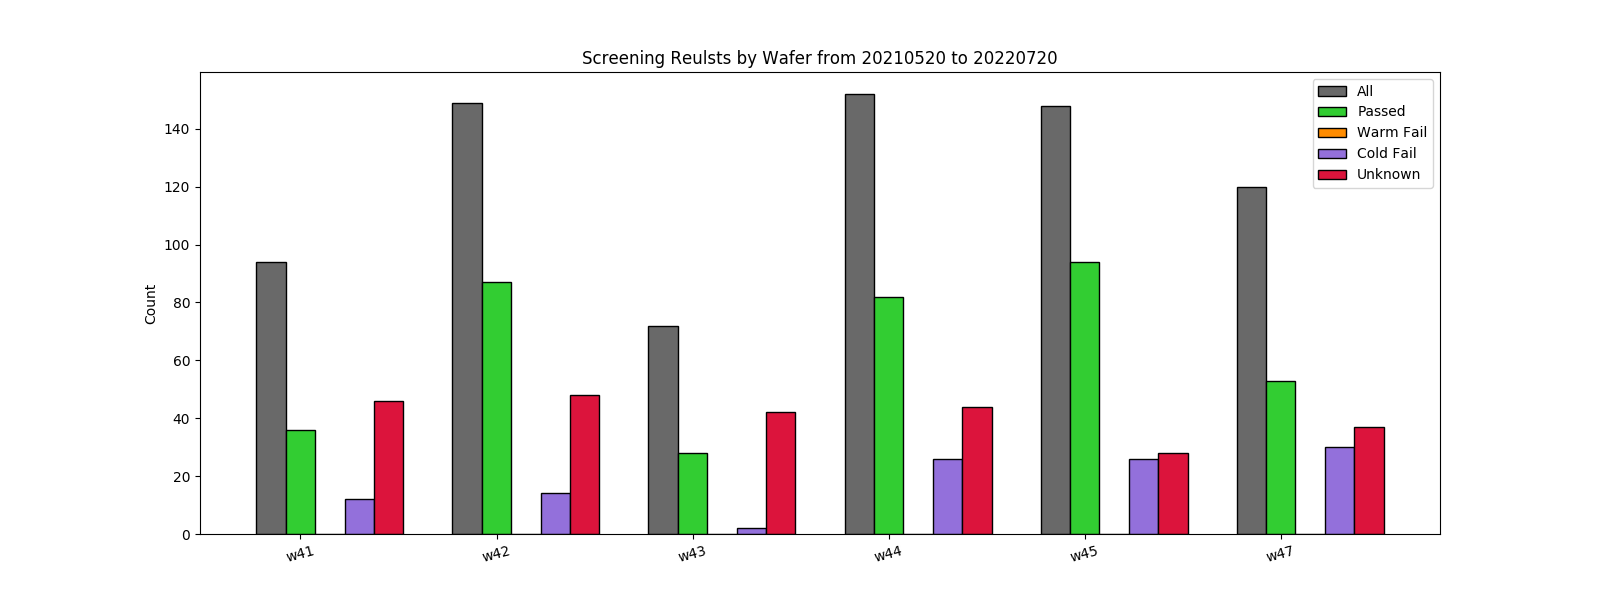 Screening Reulsts by Wafer from 20210520 to 20220720
All
Passed
Warm Fail
Cold Fail
Unknown
Count
140
120
100
80
60
40
20
0
w41 w42 w43 w44 w45 w47